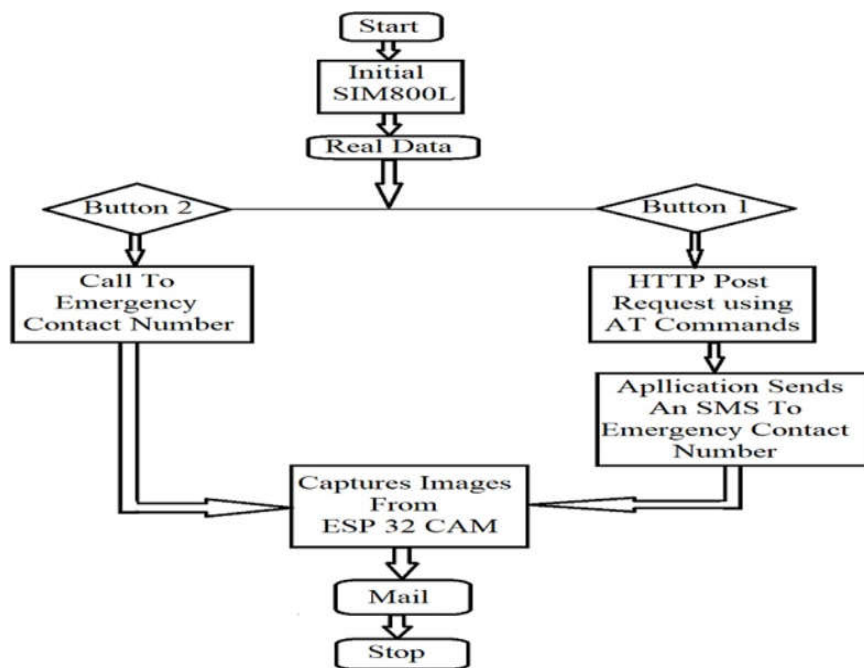 Start
Initial
SIM800L
Real Data
Button 2
Button 1
Call To
Emergency
Contact Number
HTTP Post
Request using
AT Commands
Apllication Sends
An SMS To
Emergency Contact
Number
Captures Images
From
ESP 32 CAM
Mail
Stop